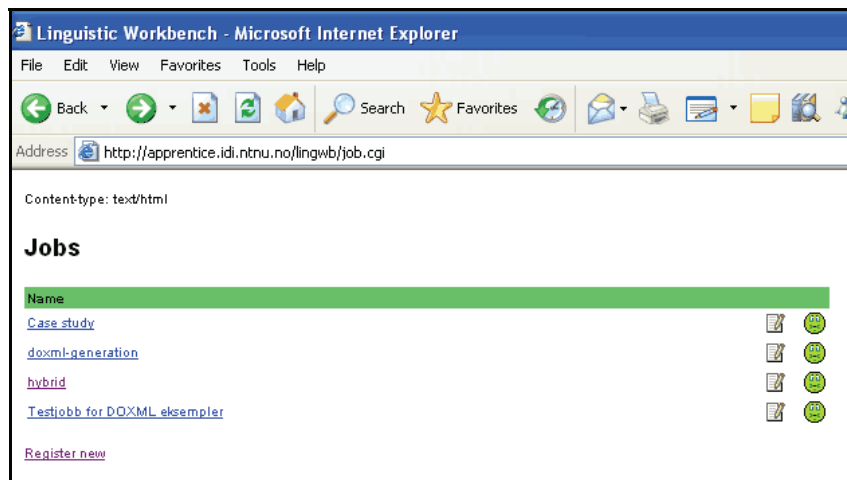 Linguistic Workbench - Microsoft Internet Explorer
File Edit View Favorites Tools Help
Back Search Favorites
Address http://apprentice.idi.ntnu.no/lingwb/job.cgi
Content-type: text/html
Jobs
Name
Case study
doxml-generation
hybrid
Testjobb for DOXML eksempler
Register new